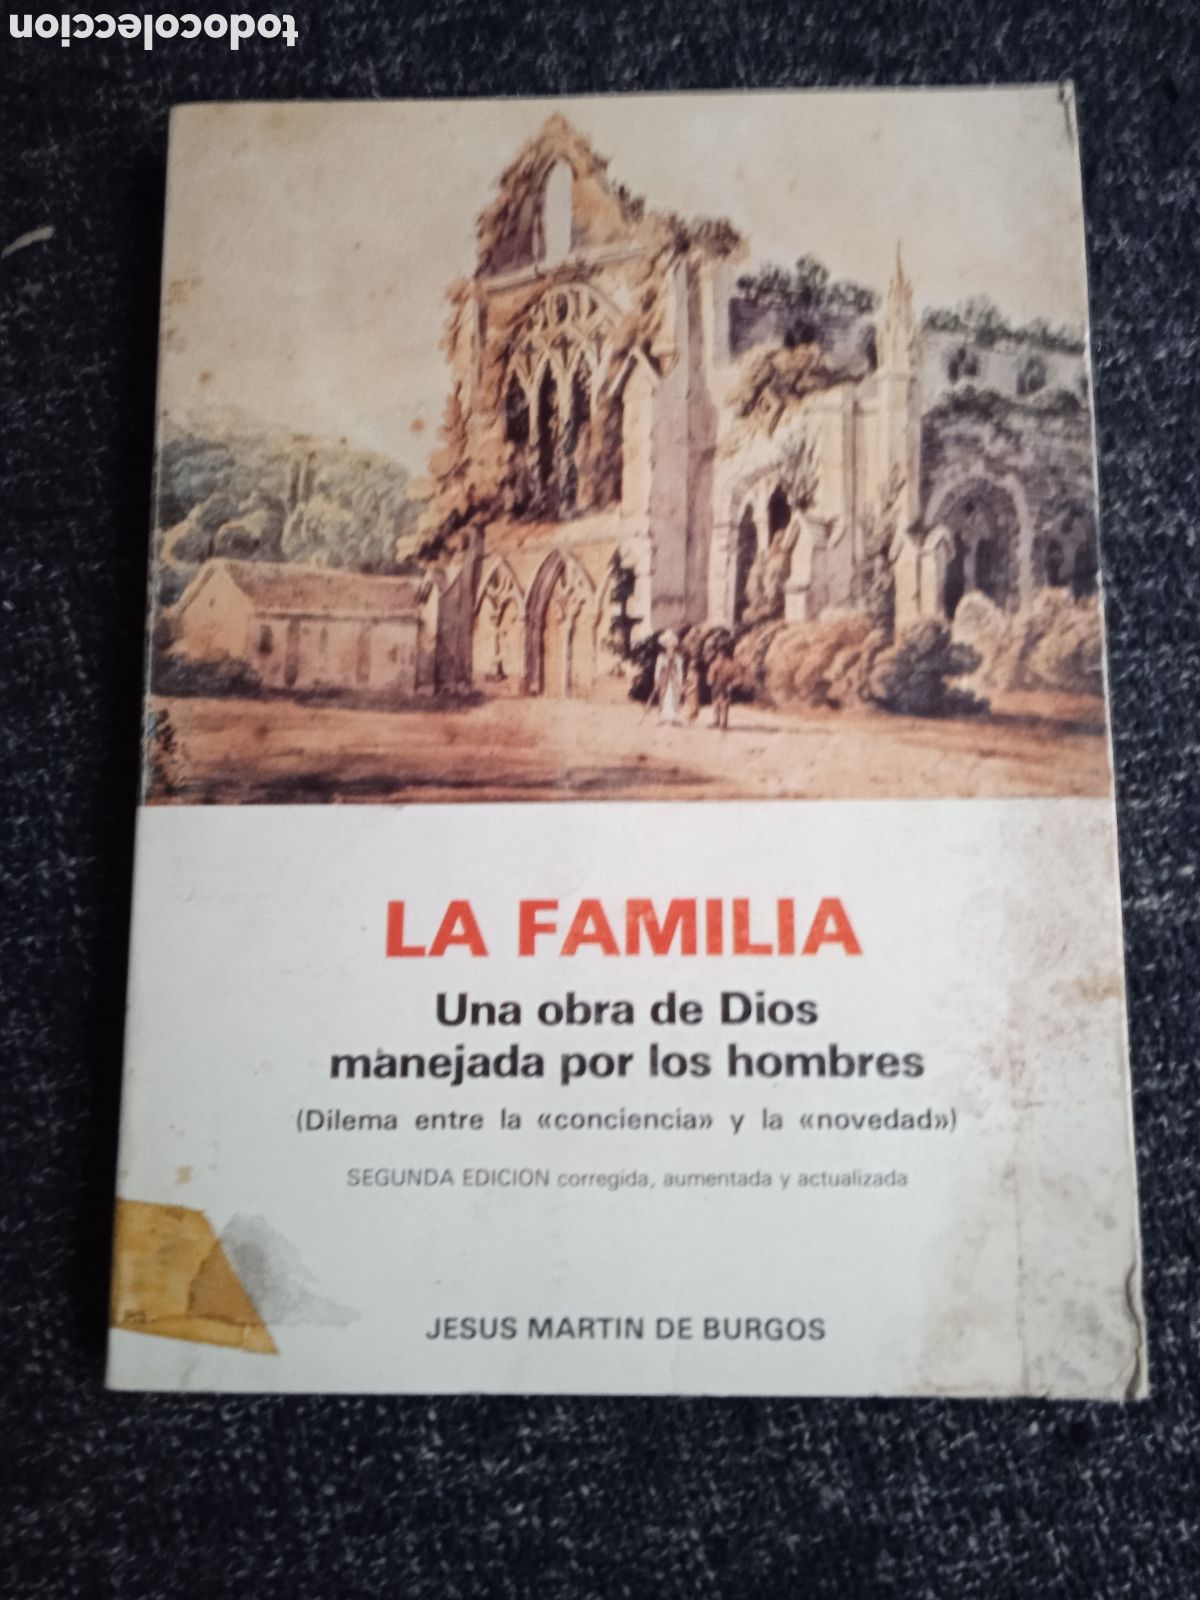 todocoleccion
LA FAMILIA
Una obra de Dios
manejada por los hombres
(Dilema entre la «conciencia» y la «novedad»)
SEGUNDA EDICION corregida, aumentada y actualizada
JESUS MARTIN DE BURGOS